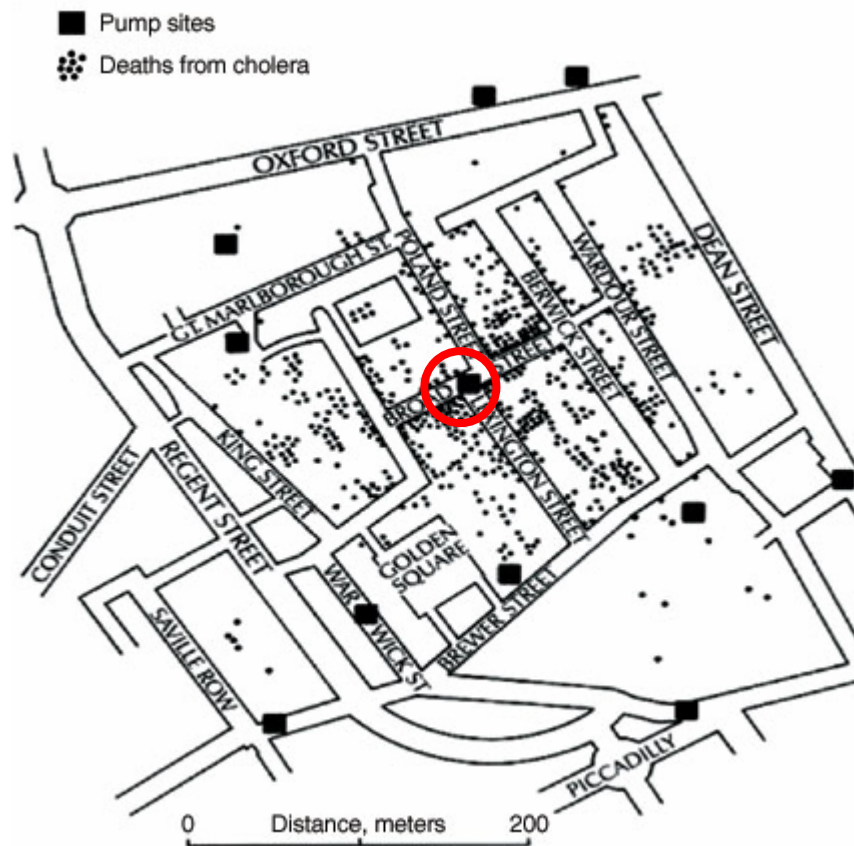 Pump sites
Deaths from cholera
OXFORD STREET
GT. MARLBOROUGH ST.
POLAND STREET
BERWICK STREET
WARDOUR STREET
DEAN STREET
BROAD STREET
KINGTON STREET
KING STREET
REGENT STREET
CONDUIT STREET
GOLDEN
SQUARE
WARWICK ST
BREWER STREET
SAVILLE ROW
PICCADILLY
0 Distance, meters 200